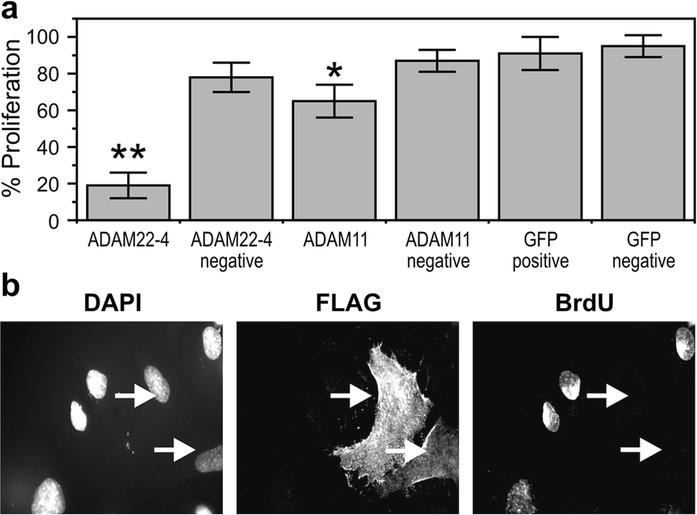 a
% Proliferation
100
80
60
40
20
0
**
*
ADAM22-4
ADAM22-4
negative
ADAM11
ADAM11
negative
GFP
positive
GFP
negative
b
DAPI
FLAG
BrdU